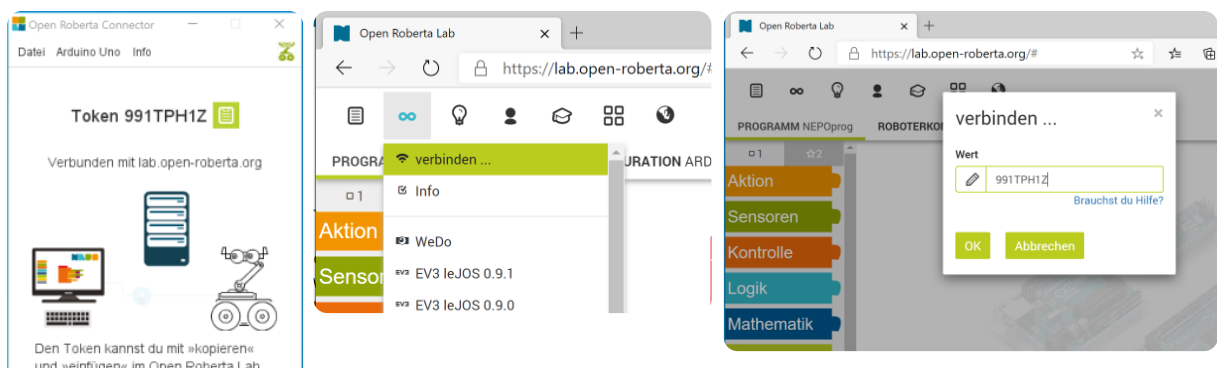 Open Roberta Connector
Datei Arduino Uno Info
Token 991TPH1Z
Verbunden mit lab.open-roberta.org
Den Token kannst du mit »kopieren«
und »einfügen« im Open Roberta Lab
Open Roberta Lab
https://lab.open-roberta.org/#
PROGRA
URATION ARD
verbinden ...
1
Info
Aktion
WeDo
Sensor
EV3 EV3 leJOS 0.9.1
EV3 EV3 leJOS 0.9.0
Open Roberta Lab
https://lab.open-roberta.org/#
PROGRAMM NEPOprog ROBOTERKO
1 2
Aktion
Sensoren
Kontrolle
Logik
Mathematik
verbinden ...
Wert
991TPH1Z
Brauchst du Hilfe?
OK Abbrechen